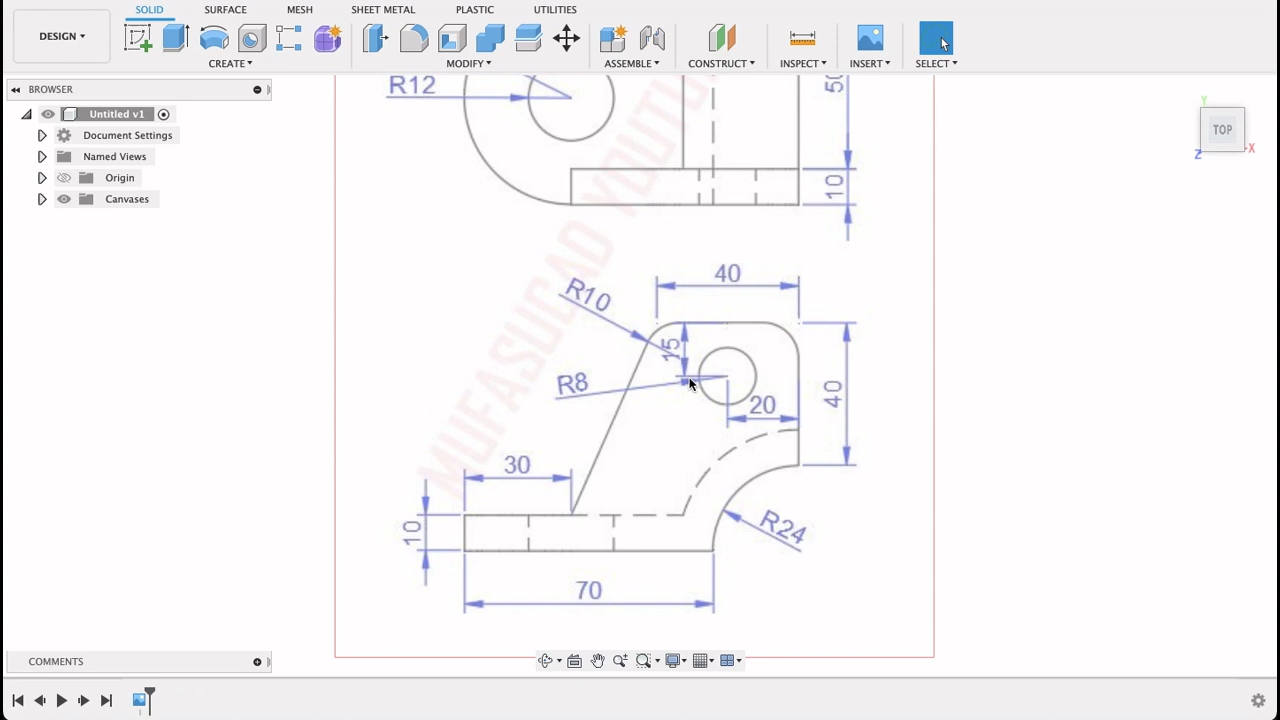 SOLID SURFACE MESH SHEET METAL PLASTIC UTILITIES
DESIGN
CREATE MODIFY ASSEMBLE CONSTRUCT INSPECT INSERT SELECT
BROWSER
Untitled v1
Document Settings
Named Views
Origin
Canvases
R12
50
10
40
R10
15
R8
20
40
30
10
R24
70
MUFASUCAD YOUTU
Y
TOP
X
Z
COMMENTS